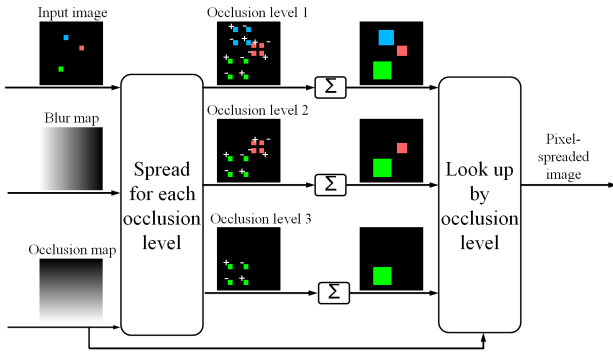 Input image
Blur map
Occlusion map
Spread
for each
occlusion
level
Occlusion level 1
Σ
Occlusion level 2
Σ
Occlusion level 3
Σ
Look up
by
occlusion
level
Pixel-
spreaded
image